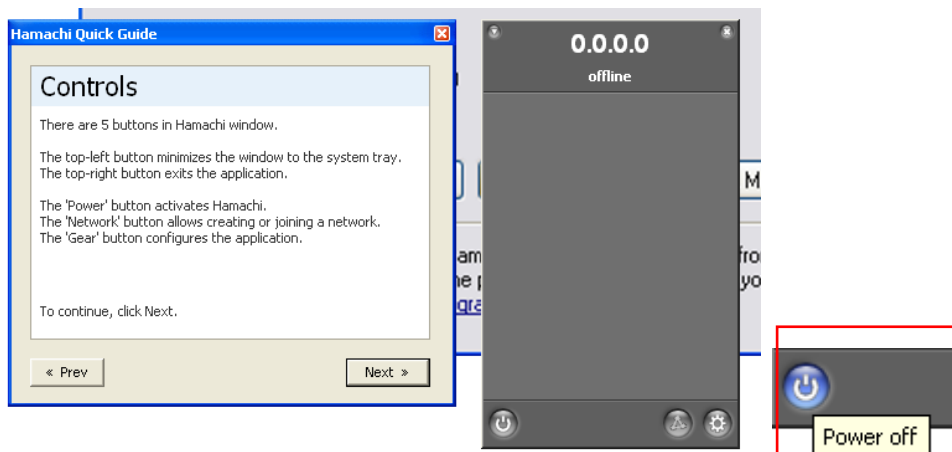 Hamachi Quick Guide
Controls
There are 5 buttons in Hamachi window.
The top-left button minimizes the window to the system tray.
The top-right button exits the application.
The 'Power' button activates Hamachi.
The 'Network' button allows creating or joining a network.
The 'Gear' button configures the application.
To continue, click Next.
« Prev
Next »
0.0.0.0
offline
Power off